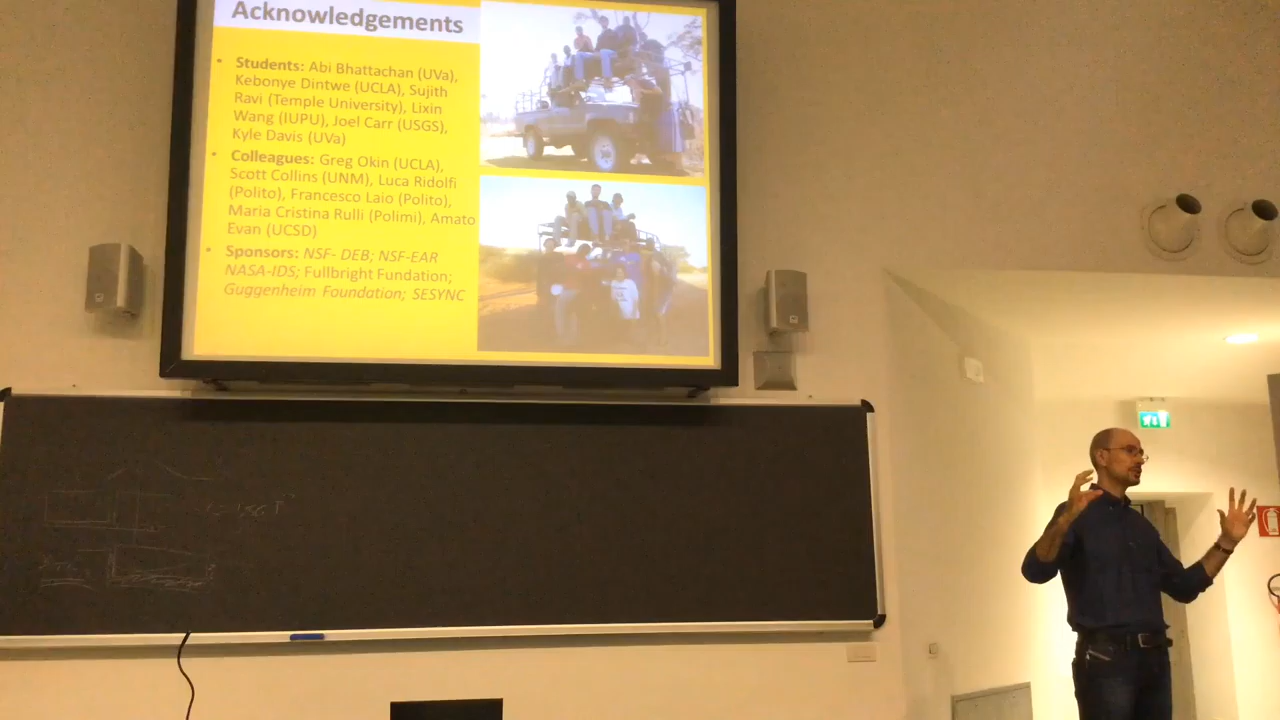 Acknowledgements
• Students: Abi Bhattachan (UVa),
Kebonye Dintwe (UCLA), Sujith
Ravi (Temple University), Lixin
Wang (IUPU), Joel Carr (USGS),
Kyle Davis (UVa)
• Colleagues: Greg Okin (UCLA),
Scott Collins (UNM), Luca Ridolfi
(Polito), Francesco Laio (Polito),
Maria Cristina Rulli (Polimi), Amato
Evan (UCSD)
• Sponsors: NSF- DEB; NSF-EAR
NASA-IDS; Fullbright Fundation;
Guggenheim Foundation; SESYNC